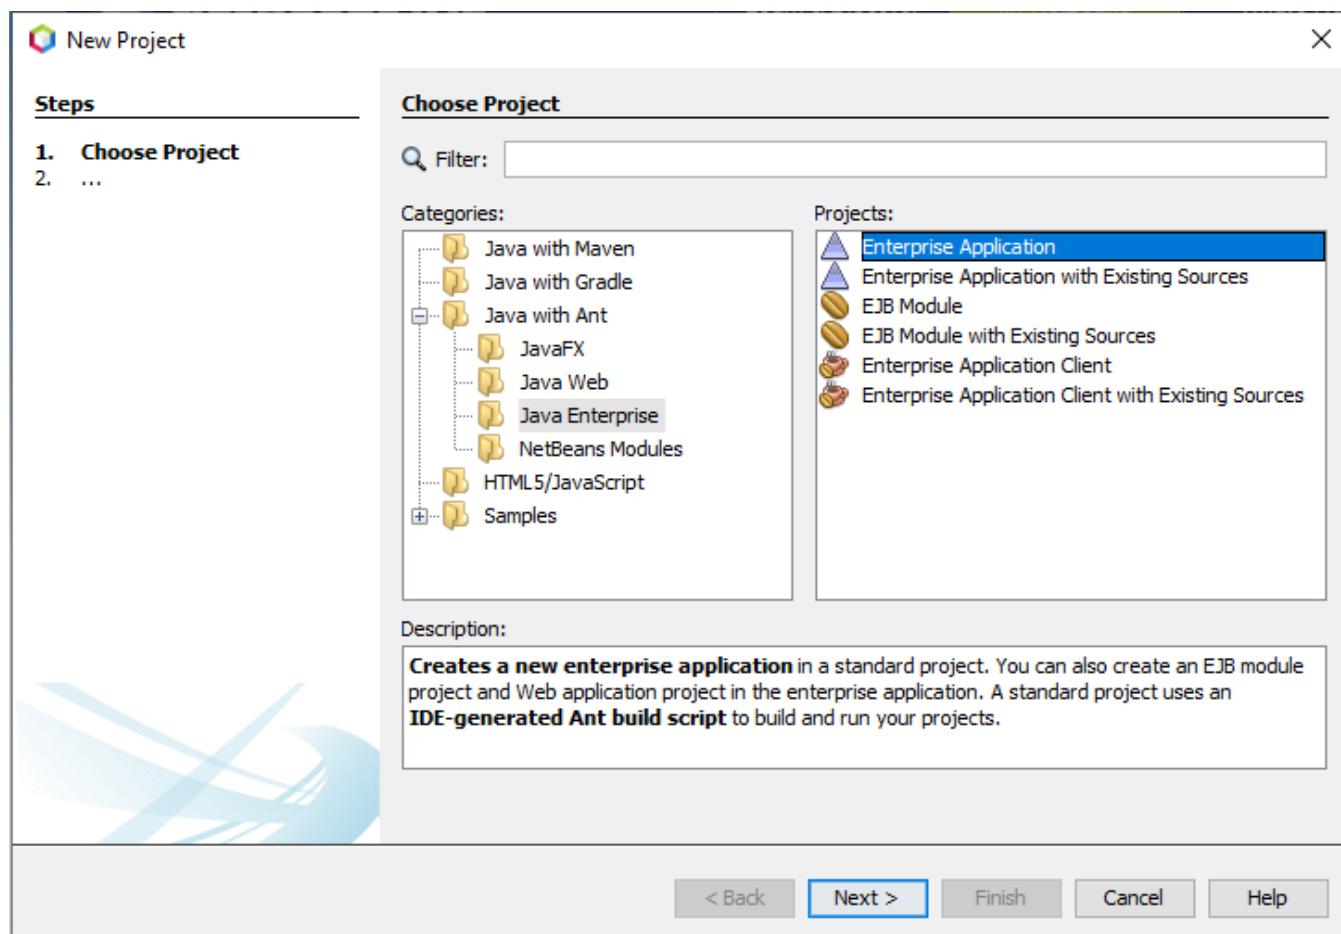 New Project
Steps
1. Choose Project
2. ...
Choose Project
Filter:
Categories:
Java with Maven
Java with Gradle
Java with Ant
JavaFX
Java Web
Java Enterprise
NetBeans Modules
HTML5/JavaScript
Samples
Projects:
Enterprise Application
Enterprise Application with Existing Sources
EJB Module
EJB Module with Existing Sources
Enterprise Application Client
Enterprise Application Client with Existing Sources
Description:
Creates a new enterprise application in a standard project. You can also create an EJB module
project and Web application project in the enterprise application. A standard project uses an
IDE-generated Ant build script to build and run your projects.
< Back
Next >
Finish
Cancel
Help